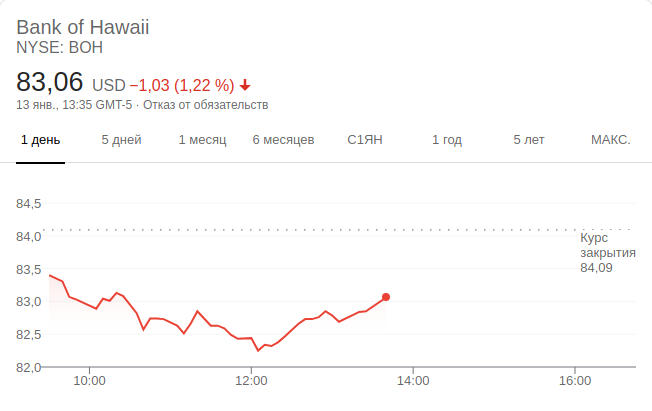 Bank of Hawaii
NYSE: BOH
83,06 USD −1,03 (1,22 %)
13 янв., 13:35 GMT-5 · Отказ от обязательств
1 день 5 дней 1 месяц 6 месяцев С1ЯН 1 год 5 лет МАКС.
84,5
84,0
Курс
закрытия
83,5
84,09
83,0
82,5
82,0
10:00 12:00 14:00 16:00